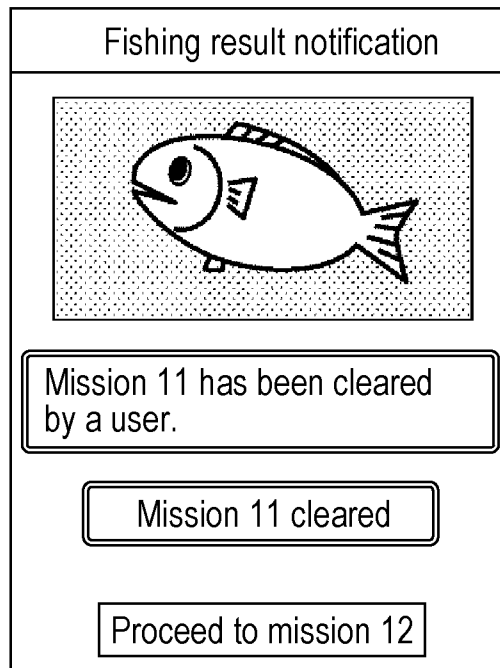 Fishing result notification
Mission 11 has been cleared
by a user.
Mission 11 cleared
Proceed to mission 12